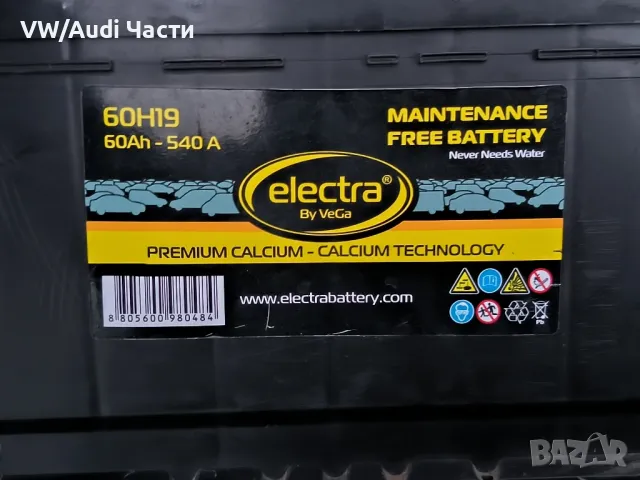 VW/Audi Части
60H19
60Ah - 540 A
MAINTENANCE
FREE BATTERY
Never Needs Water
electra®
By VeGa
PREMIUM CALCIUM - CALCIUM TECHNOLOGY
8 805600 980484
www.electrabattery.com
Pb
BAZAR